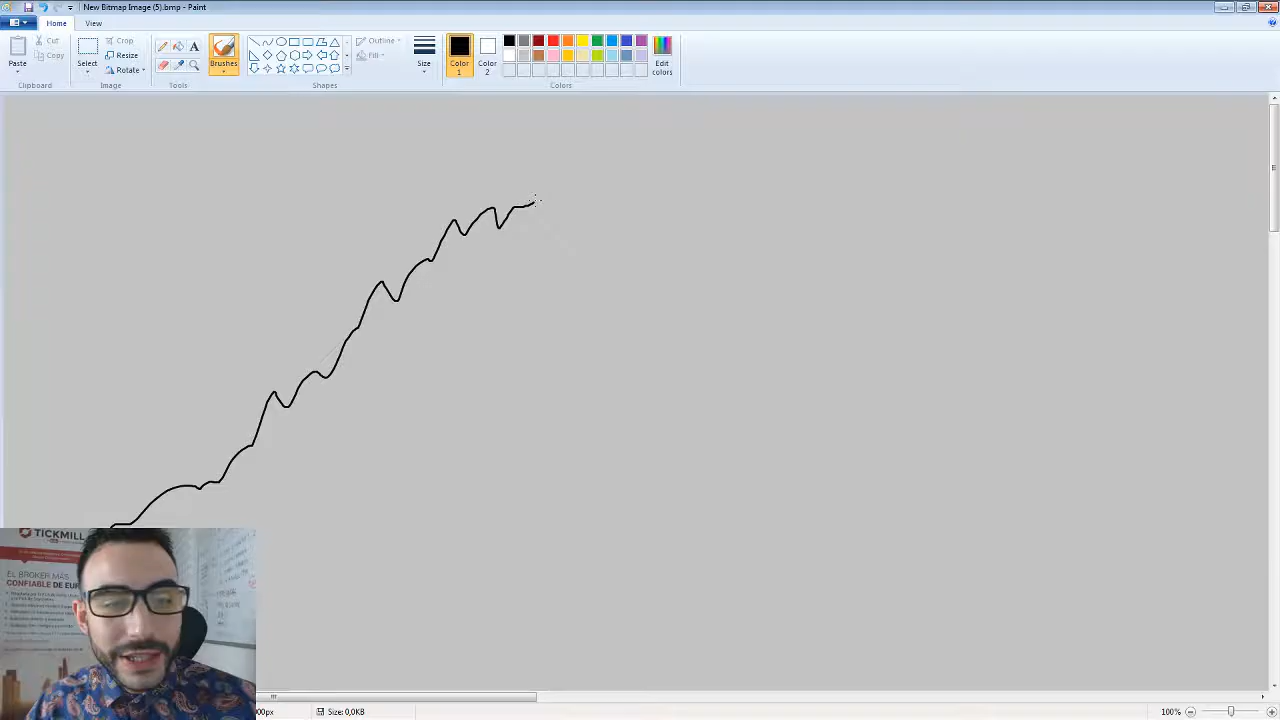 New Bitmap Image (5).bmp - Paint
Home
View
Paste
Cut
Copy
Clipboard
Select
Crop
Resize
Rotate
Image
A
Tools
Brushes
Outline
Fill
Shapes
Size
Color
1
Color
2
Edit
colors
Colors
TICKMILL
EL BROKER MÁS
CONFIABLE DE EUR
00px
Size: 0,0KB
100%